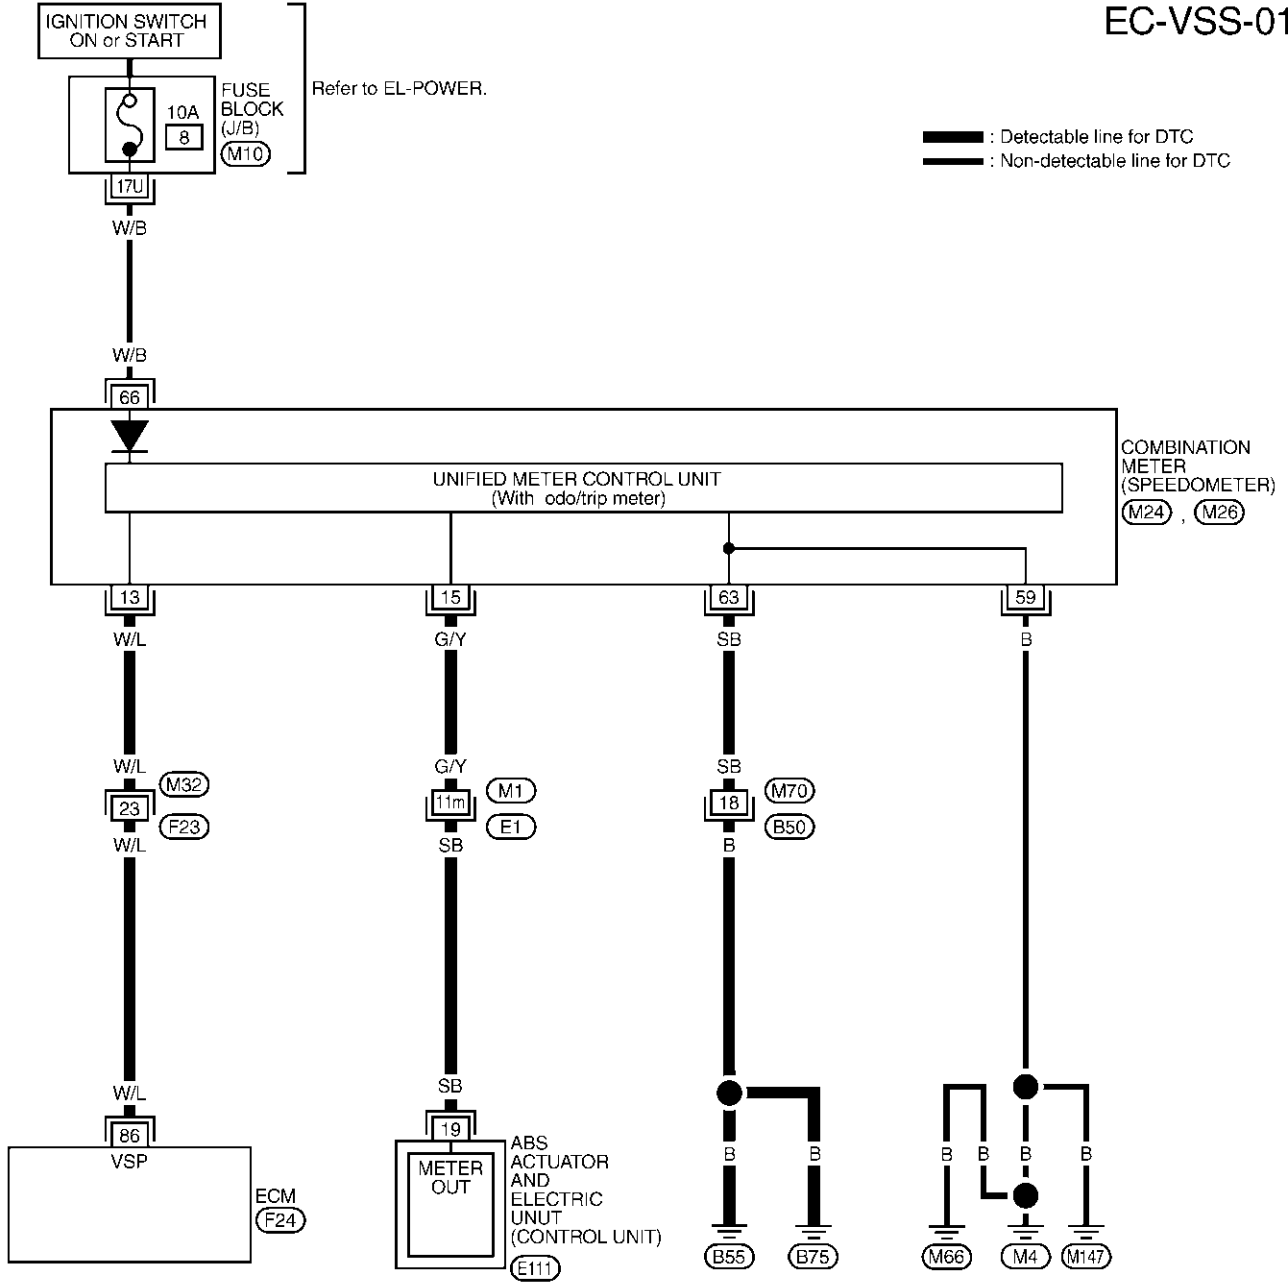 EC-VSS-01
IGNITION SWITCH
ON or START
FUSE
BLOCK
(J/B)
M10
10A
8
Refer to EL-POWER.
: Detectable line for DTC
: Non-detectable line for DTC
17U
W/B
W/B
66
UNIFIED METER CONTROL UNIT
(With odo/trip meter)
COMBINATION
METER
(SPEEDOMETER)
M24 , M26
13 15 63 59
W/L G/Y SB B
W/L G/Y SB
M32 M1 M70
23 11m 18
F23 E1 B50
W/L SB B
W/L SB
86 19
VSP
ECM
F24
METER
OUT
ABS
ACTUATOR
AND
ELECTRIC
UNUT
(CONTROL UNIT)
E111
B B B B B B
B55 B75 M66 M4 M147